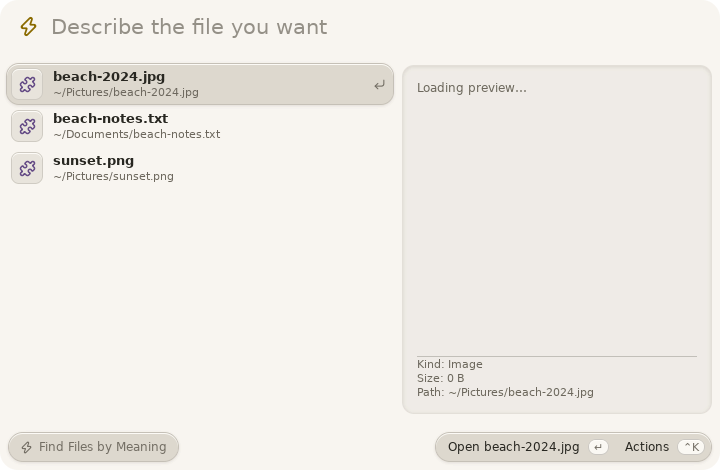 Describe the file you want
beach-2024.jpg
~/Pictures/beach-2024.jpg
beach-notes.txt
~/Documents/beach-notes.txt
sunset.png
~/Pictures/sunset.png
Loading preview...
Kind: Image
Size: 0 B
Path: ~/Pictures/beach-2024.jpg
Find Files by Meaning
Open beach-2024.jpg ↵ Actions ^K